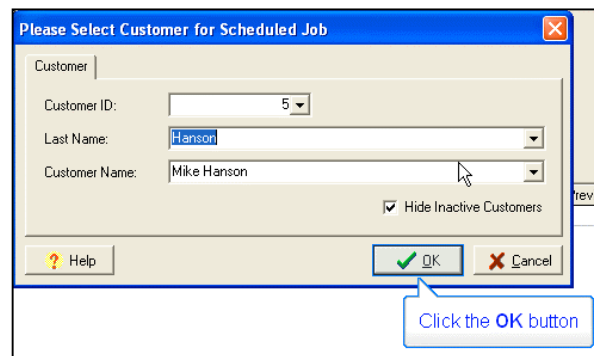 Please Select Customer for Scheduled Job
Customer
Customer ID: 5
Last Name: Hanson
Customer Name: Mike Hanson
Hide Inactive Customers
? Help
OK
Cancel
Click the OK button